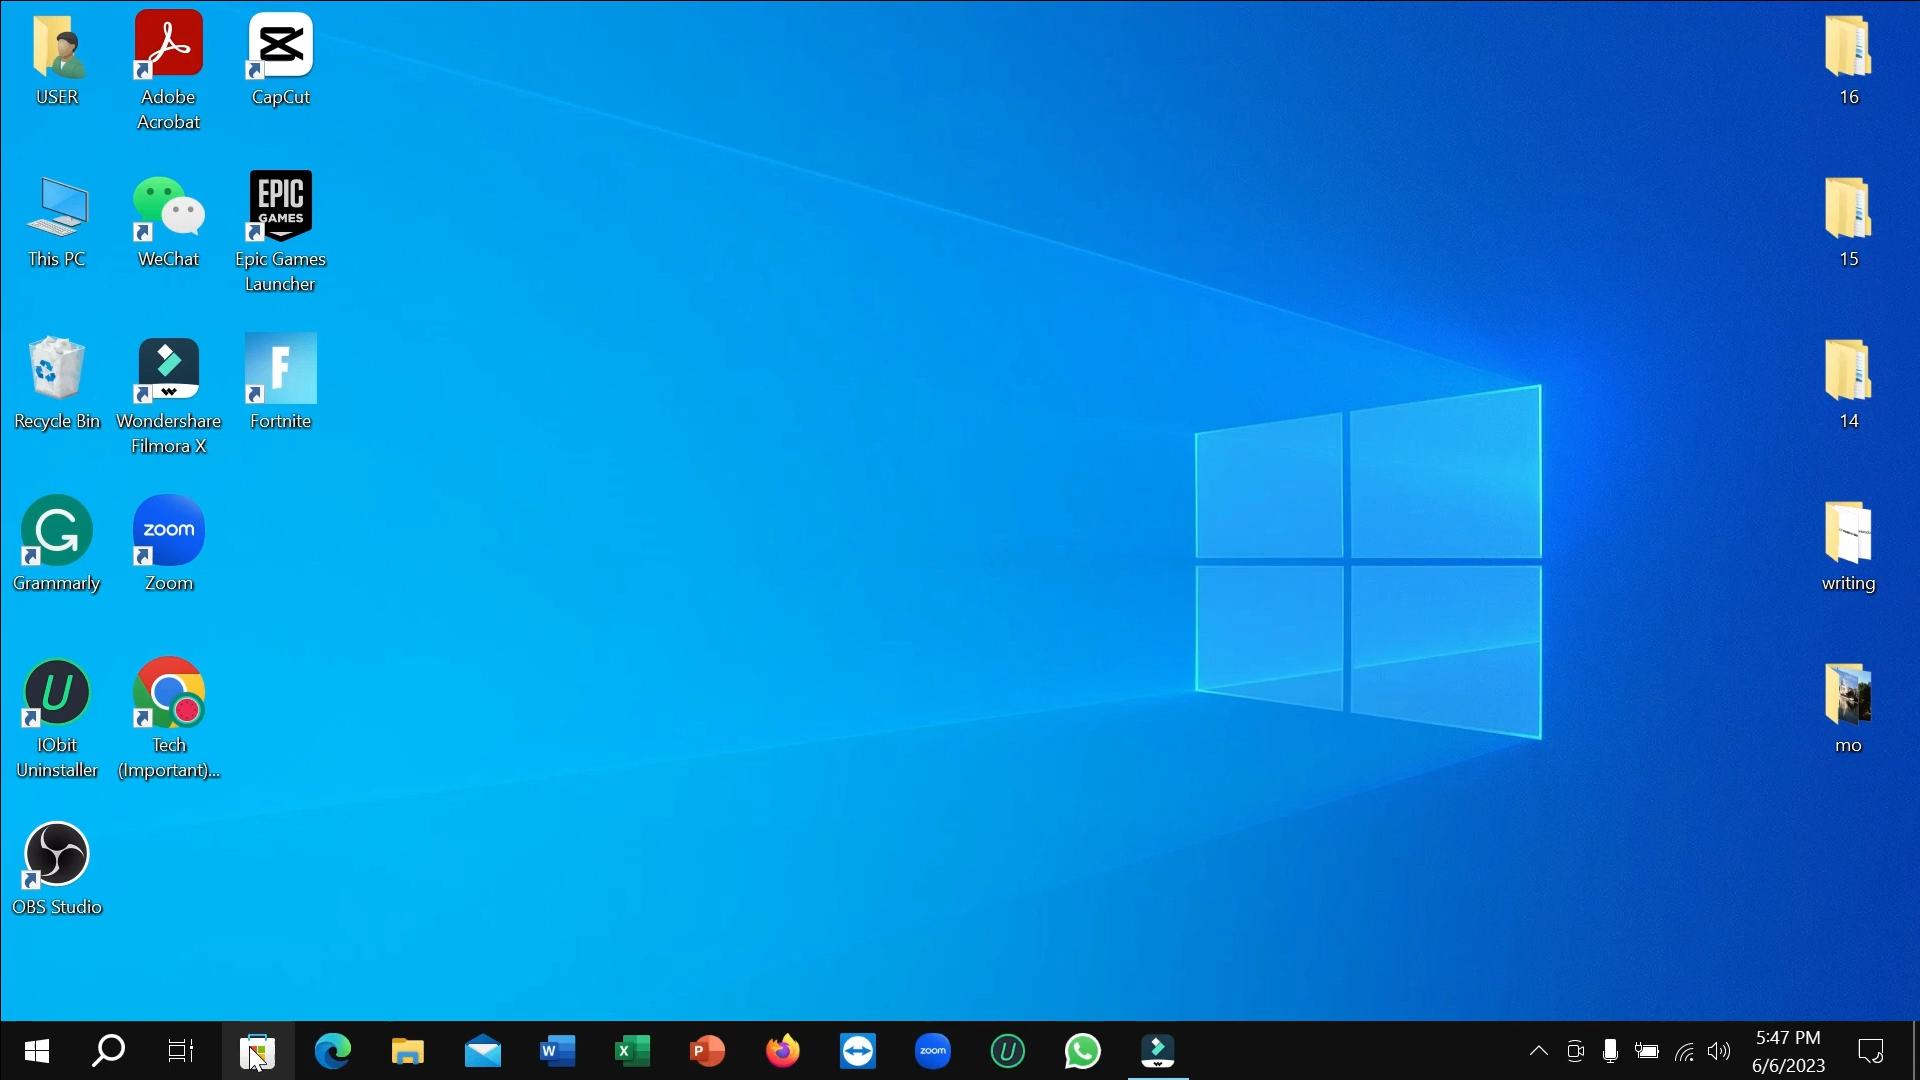 USER
Adobe
Acrobat
CapCut
16
EPIC
GAMES
This PC
WeChat
Epic Games
Launcher
15
F
Recycle Bin
Wondershare
Filmora X
Fortnite
14
zoom
Grammarly
Zoom
writing
IObit
Uninstaller
Tech
(Important)...
mo
OBS Studio
W
X
P
zoom
5:47 PM
6/6/2023